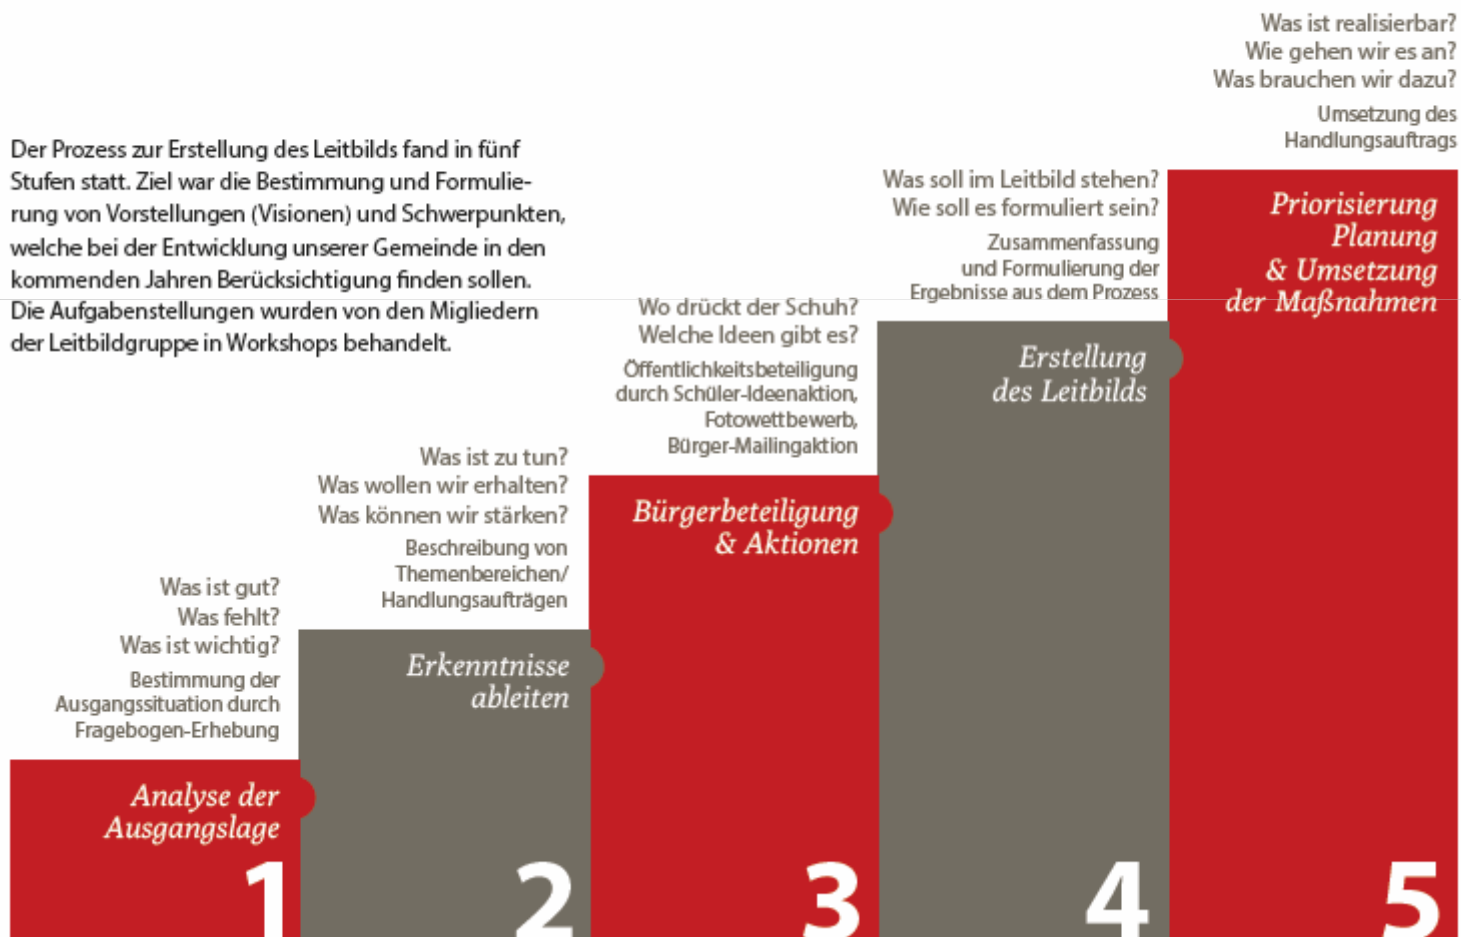 Der Prozess zur Erstellung des Leitbilds fand in fünf
Stufen statt. Ziel war die Bestimmung und Formulie-
rung von Vorstellungen (Visionen) und Schwerpunkten,
welche bei der Entwicklung unserer Gemeinde in den
kommenden Jahren Berücksichtigung finden sollen.
Die Aufgabenstellungen wurden von den Migliedern
der Leitbildgruppe in Workshops behandelt.
Was ist gut?
Was fehlt?
Was ist wichtig?
Bestimmung der
Ausgangssituation durch
Fragebogen-Erhebung
Analyse der
Ausgangslage
1
Was ist zu tun?
Was wollen wir erhalten?
Was können wir stärken?
Beschreibung von
Themenbereichen/
Handlungsaufträgen
Erkenntnisse
ableiten
2
Wo drückt der Schuh?
Welche Ideen gibt es?
Öffentlichkeitsbeteiligung
durch Schüler-Ideenaktion,
Fotowettbewerb,
Bürger-Mailingaktion
Bürgerbeteiligung
& Aktionen
3
Was soll im Leitbild stehen?
Wie soll es formuliert sein?
Zusammenfassung
und Formulierung der
Ergebnisse aus dem Prozess
Erstellung
des Leitbilds
4
Was ist realisierbar?
Wie gehen wir es an?
Was brauchen wir dazu?
Umsetzung des
Handlungsauftrags
Priorisierung
Planung
& Umsetzung
der Maßnahmen
5